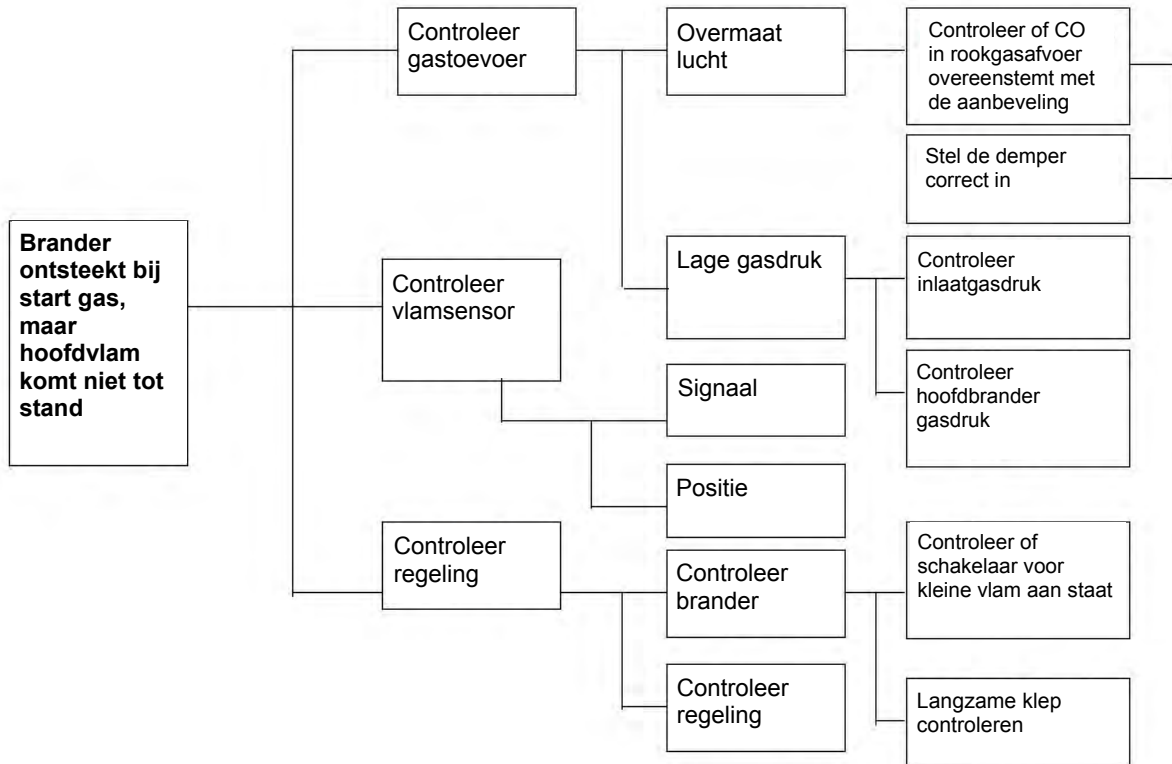 Controleer
gastoevoer
Overmaat
lucht
Controleer of CO
in rookgasafvoer
overeenstemt met
de aanbeveling
Stel de demper
correct in
Brander
ontsteekt bij
start gas,
maar
hoofdvlam
komt niet tot
stand
Controleer
vlamsensor
Lage gasdruk
Controleer
inlaatgasdruk
Controleer
hoofdbrander
gasdruk
Signaal
Positie
Controleer
regeling
Controleer
brander
Controleer of
schakelaar voor
kleine vlam aan staat
Controleer
regeling
Langzame klep
controleren